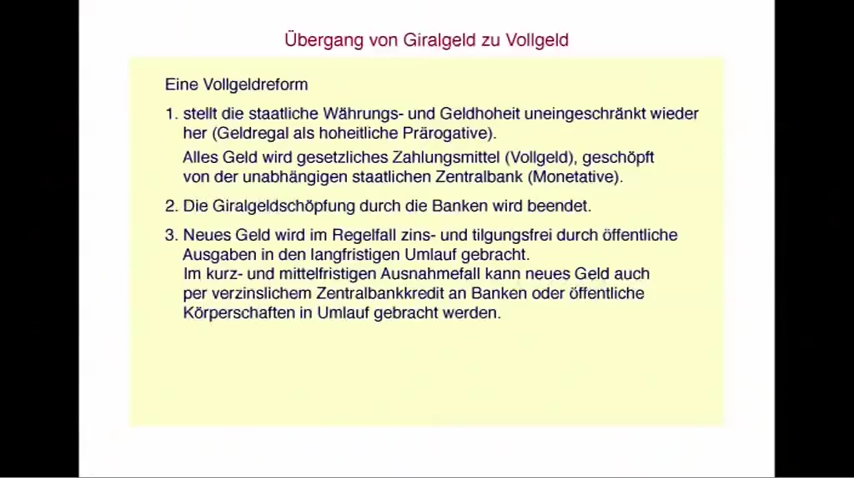 Übergang von Giralgeld zu Vollgeld
Eine Vollgeldreform
1. stellt die staatliche Währungs- und Geldhoheit uneingeschränkt wieder
her (Geldregal als hoheitliche Prärogative).
Alles Geld wird gesetzliches Zahlungsmittel (Vollgeld), geschöpft
von der unabhängigen staatlichen Zentralbank (Monetative).
2. Die Giralgeldschöpfung durch die Banken wird beendet.
3. Neues Geld wird im Regelfall zins- und tilgungsfrei durch öffentliche
Ausgaben in den langfristigen Umlauf gebracht.
Im kurz- und mittelfristigen Ausnahmefall kann neues Geld auch
per verzinslichem Zentralbankkredit an Banken oder öffentliche
Körperschaften in Umlauf gebracht werden.